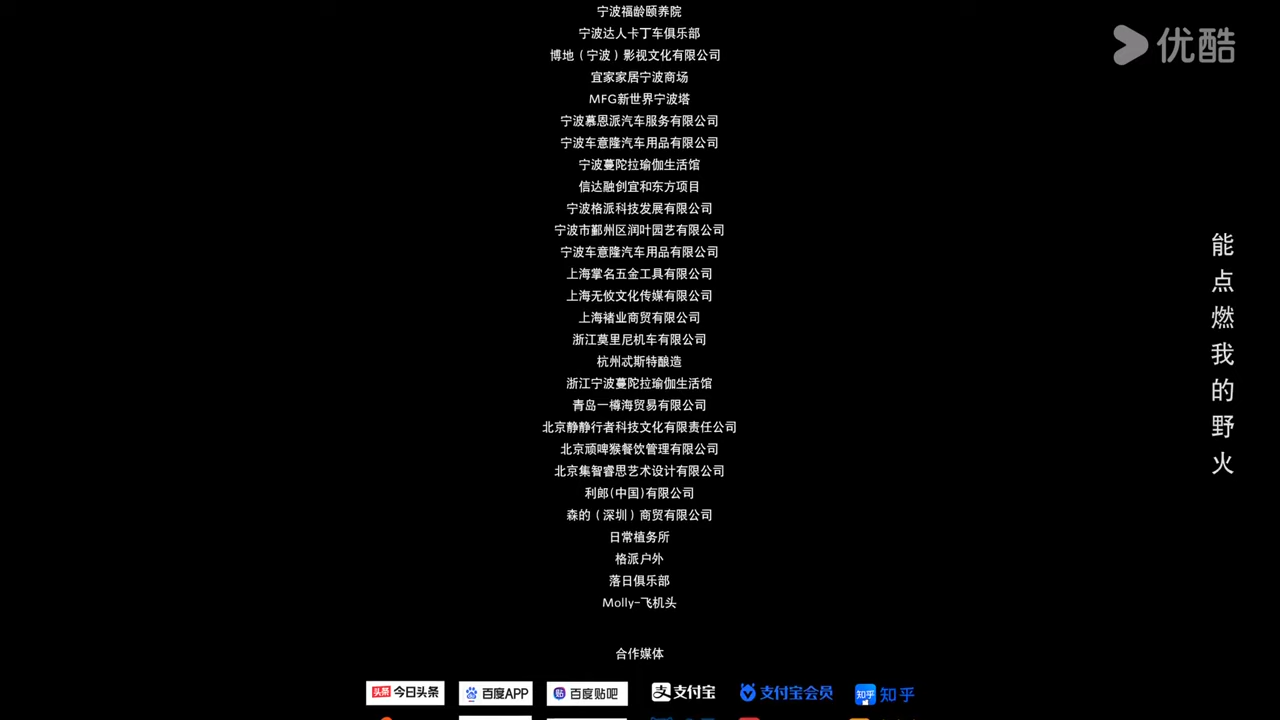 宁波福龄颐养院
宁波达人卡丁车俱乐部
博地（宁波）影视文化有限公司
宜家家居宁波商场
MFG新世界宁波塔
宁波慕恩派汽车服务有限公司
宁波车意隆汽车用品有限公司
宁波蔓陀拉瑜伽生活馆
信达融创宜和东方项目
宁波格派科技发展有限公司
宁波市鄞州区润叶园艺有限公司
宁波车意隆汽车用品有限公司
上海掌名五金工具有限公司
上海无攸文化传媒有限公司
上海褚业商贸有限公司
浙江莫里尼机车有限公司
杭州忒斯特酿造
浙江宁波蔓陀拉瑜伽生活馆
青岛一樽海贸易有限公司
北京静静行者科技文化有限责任公司
北京顽啤猴餐饮管理有限公司
北京集智睿思艺术设计有限公司
利郎(中国)有限公司
森的（深圳）商贸有限公司
日常植务所
格派户外
落日俱乐部
Molly-飞机头
合作媒体
头条 今日头条
百度APP
贴 百度贴吧
支付宝
支付宝会员
知乎 知乎
优酷
能点燃我的野火